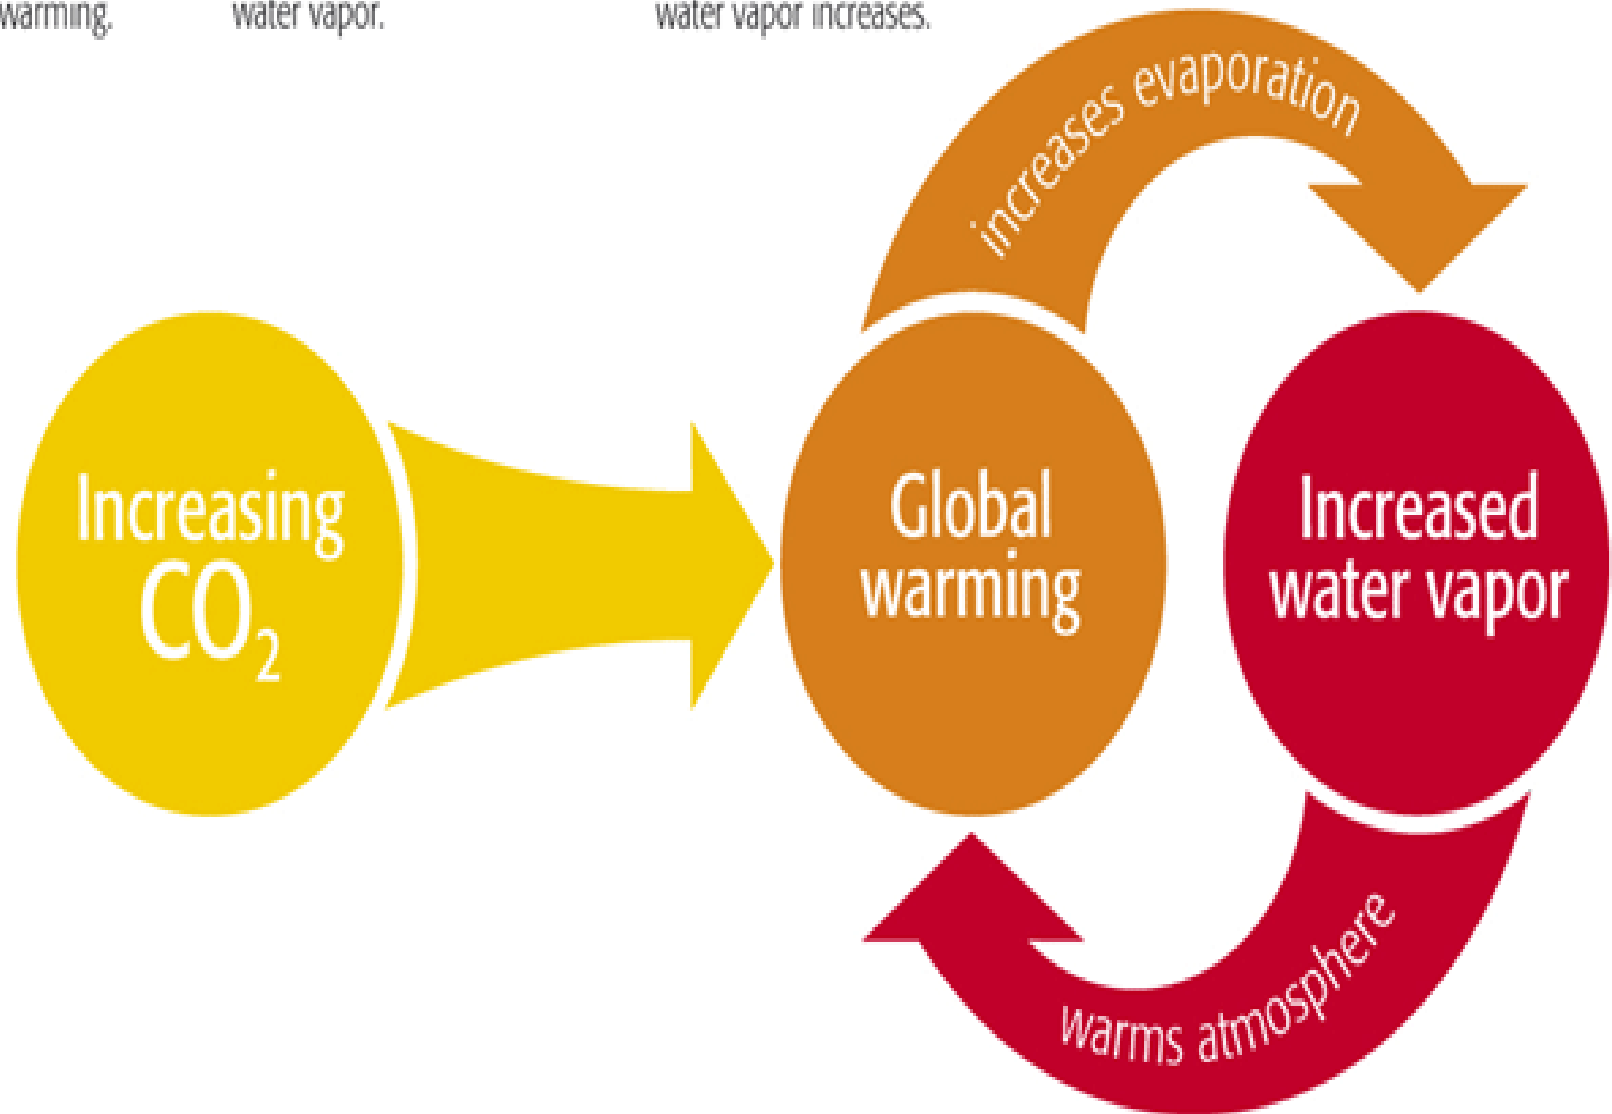 warming. water vapor. water vapor increases.
increases evaporation
Increasing
CO₂
Global
warming
Increased
water vapor
warms atmosphere